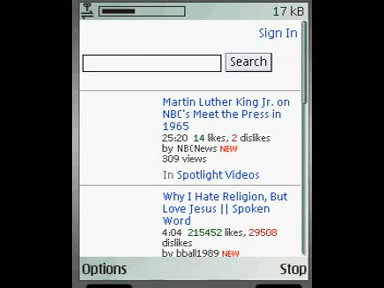 17 kB
Sign In
Search
Martin Luther King Jr. on
NBC's Meet the Press in
1965
25:20 14 likes, 2 dislikes
by NBCNews NEW
309 views
In Spotlight Videos
Why I Hate Religion, But
Love Jesus || Spoken
Word
4:04 215452 likes, 29508
dislikes
by bball1989 NEW
Options Stop